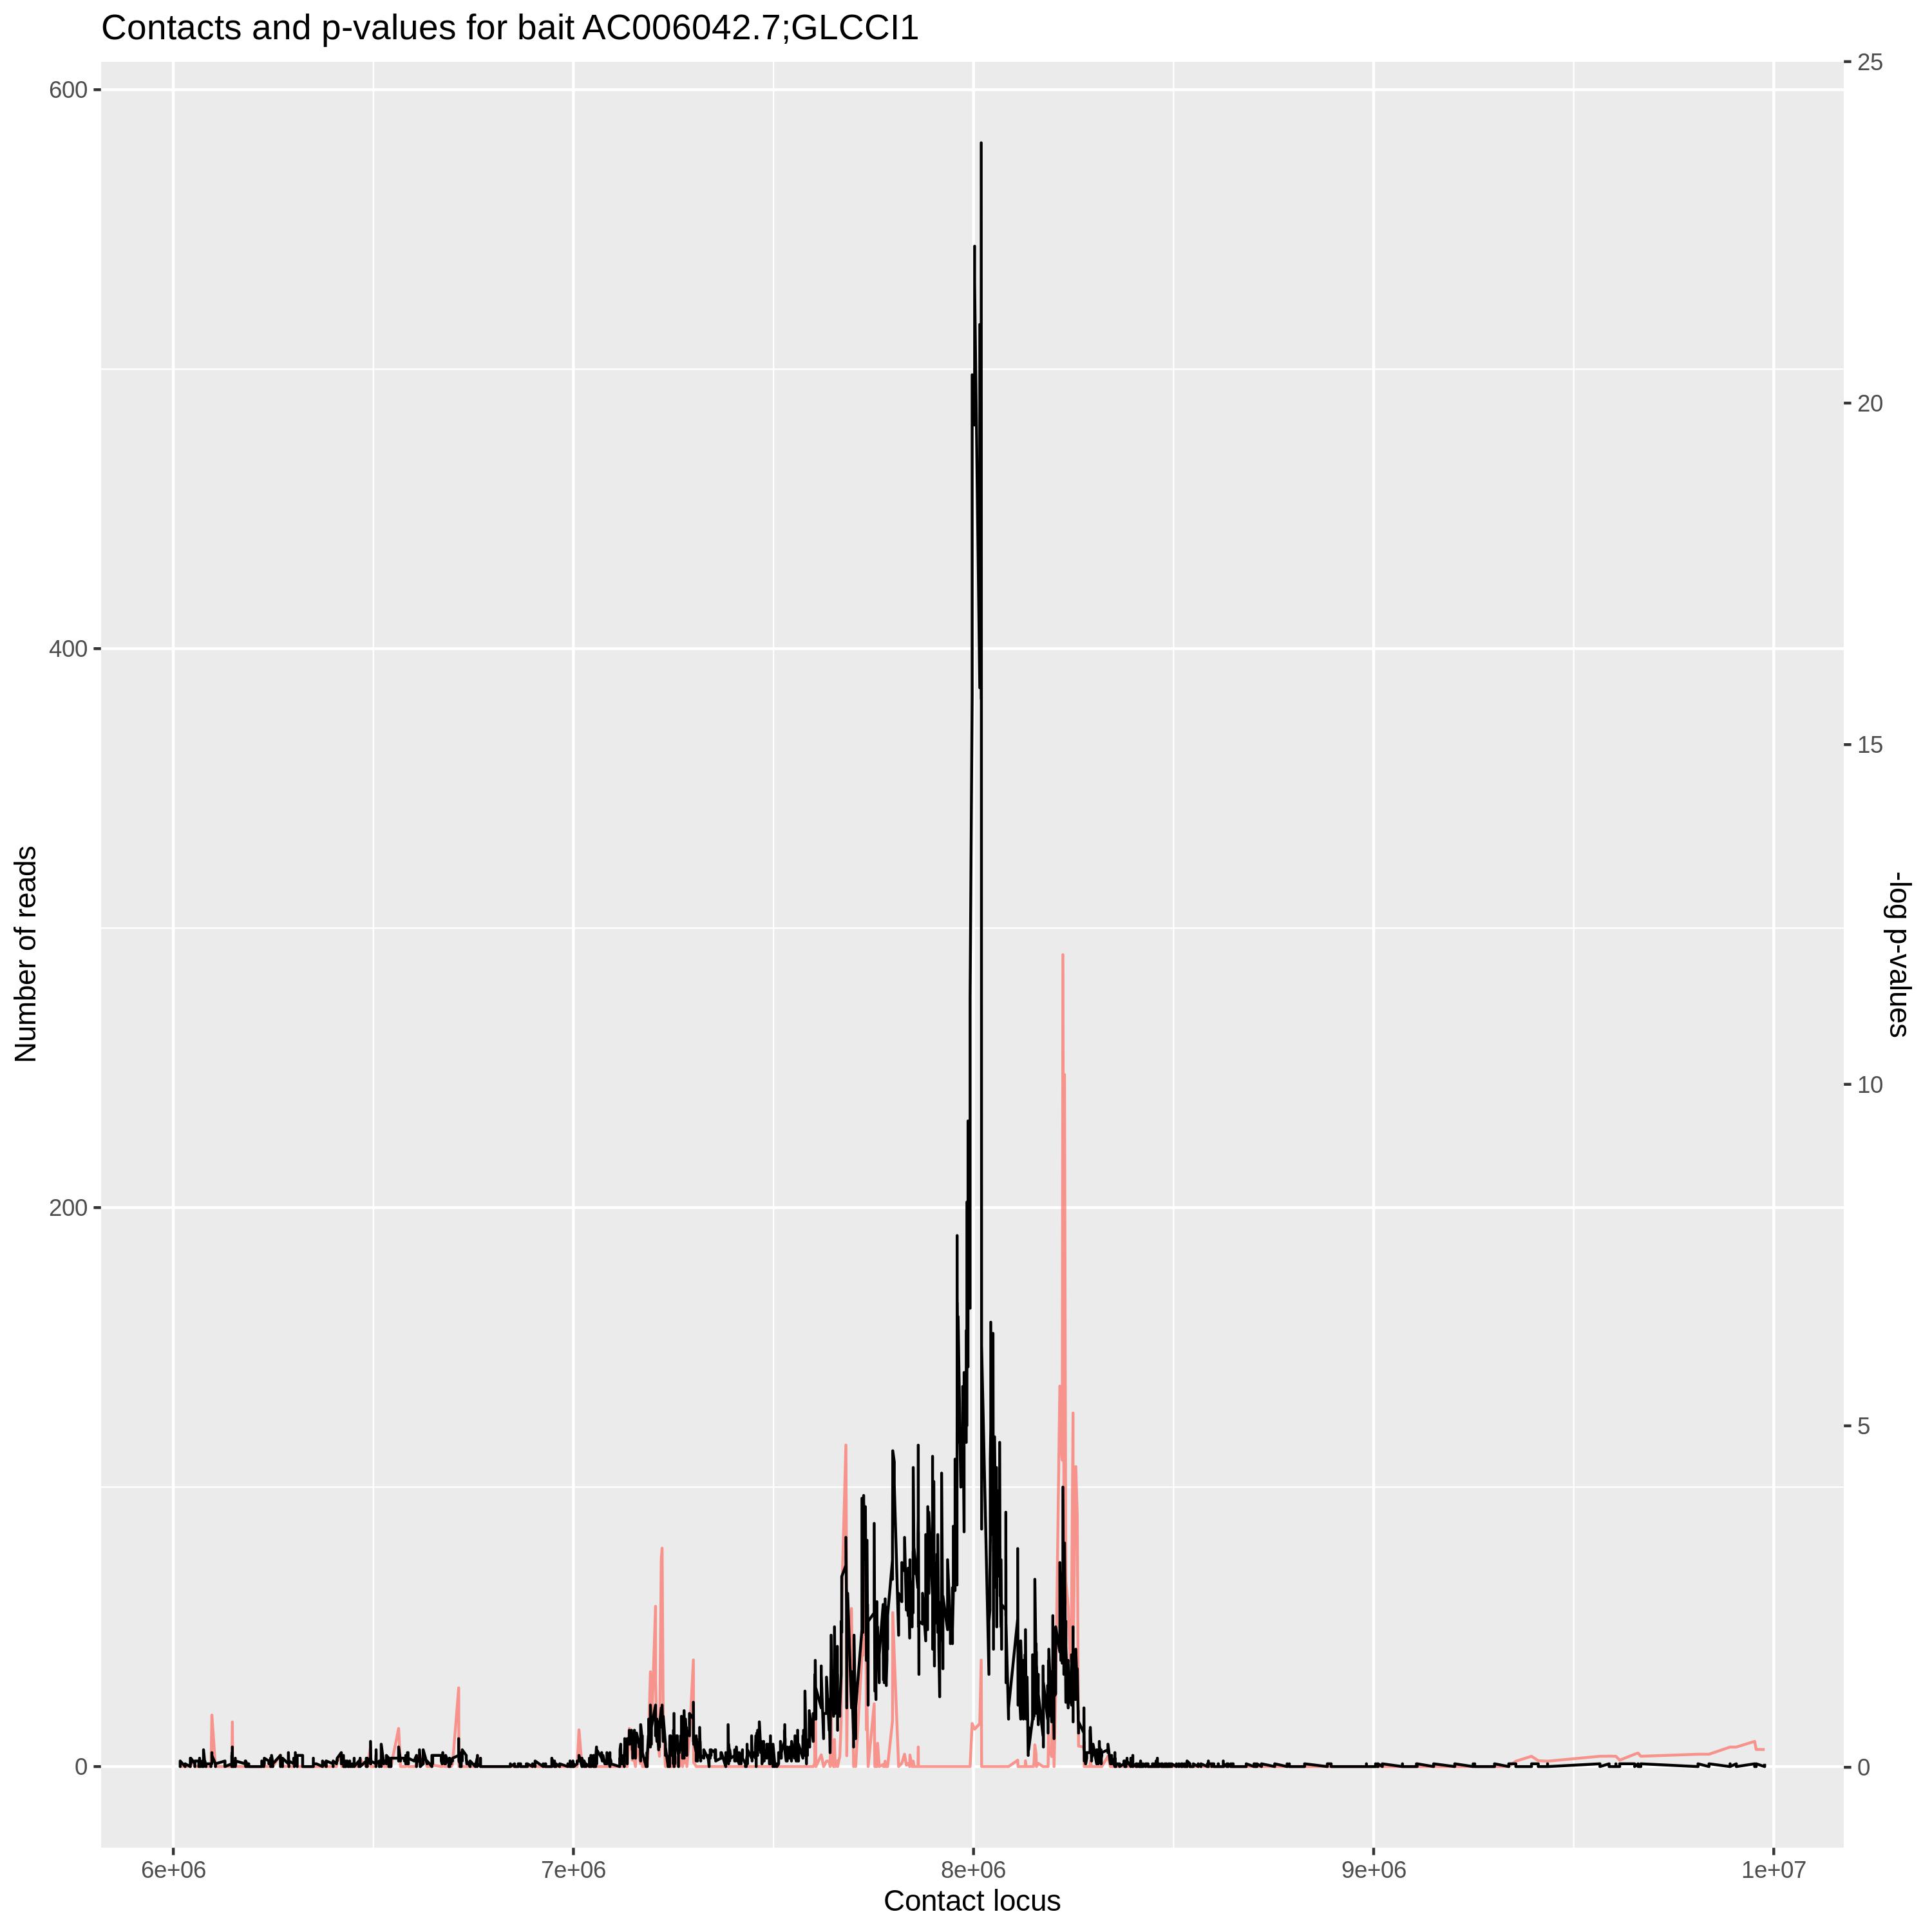 Contacts and p-values for bait AC006042.7;GLCCI1
600
400
200
0
Number of reads
25
20
15
10
5
0
-log p-values
6e+06
7e+06
8e+06
9e+06
1e+07
Contact locus